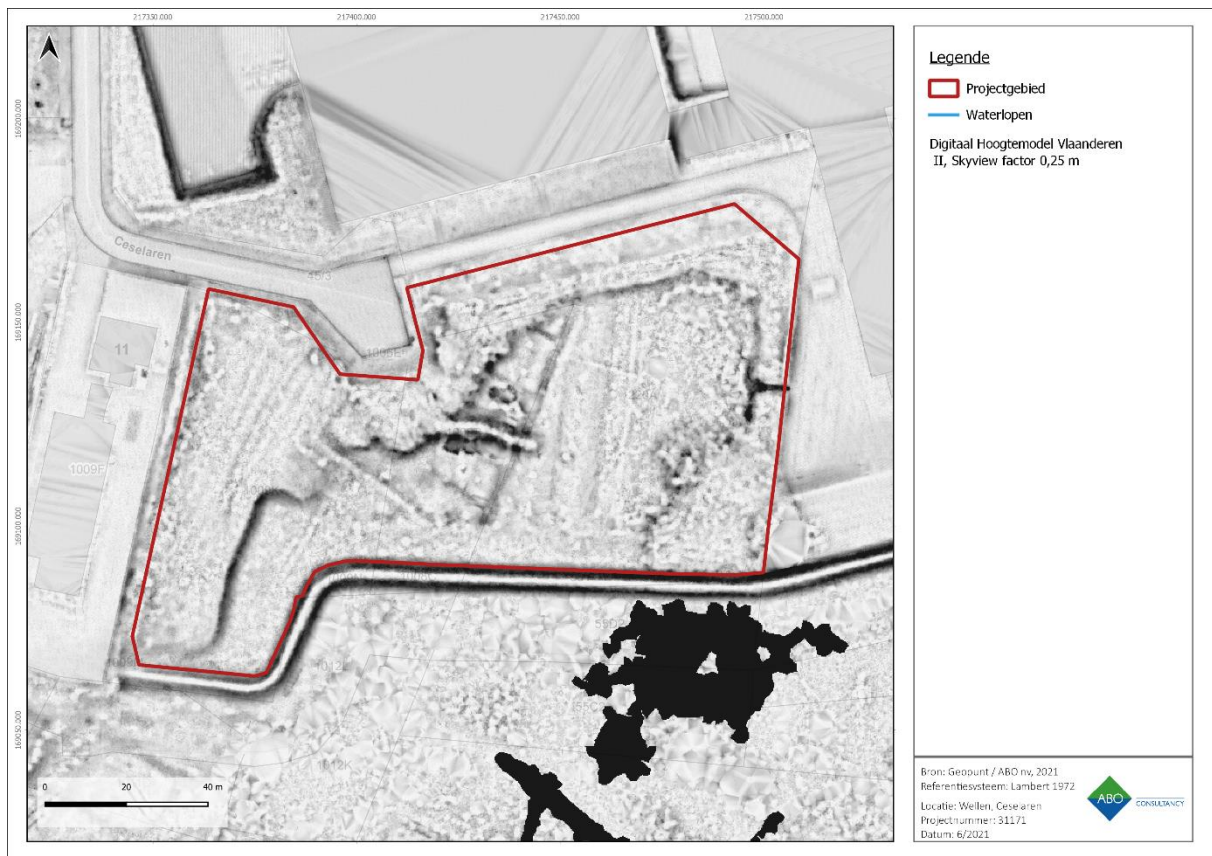 217350.000
217400.000
217450.000
217500.000
169200.000
169150.000
169100.000
169050.000
Ceselaren
11
1009F
1012K
0 20 40 m
Legende
Projectgebied
Waterlopen
Digitaal Hoogtemodel Vlaanderen
II, Skyview factor 0,25 m
Bron: Geopunt / ABO nv, 2021
Referentiesysteem: Lambert 1972
Locatie: Wellen, Ceselaren
Projectnummer: 31171
Datum: 6/2021
ABO
CONSULTANCY